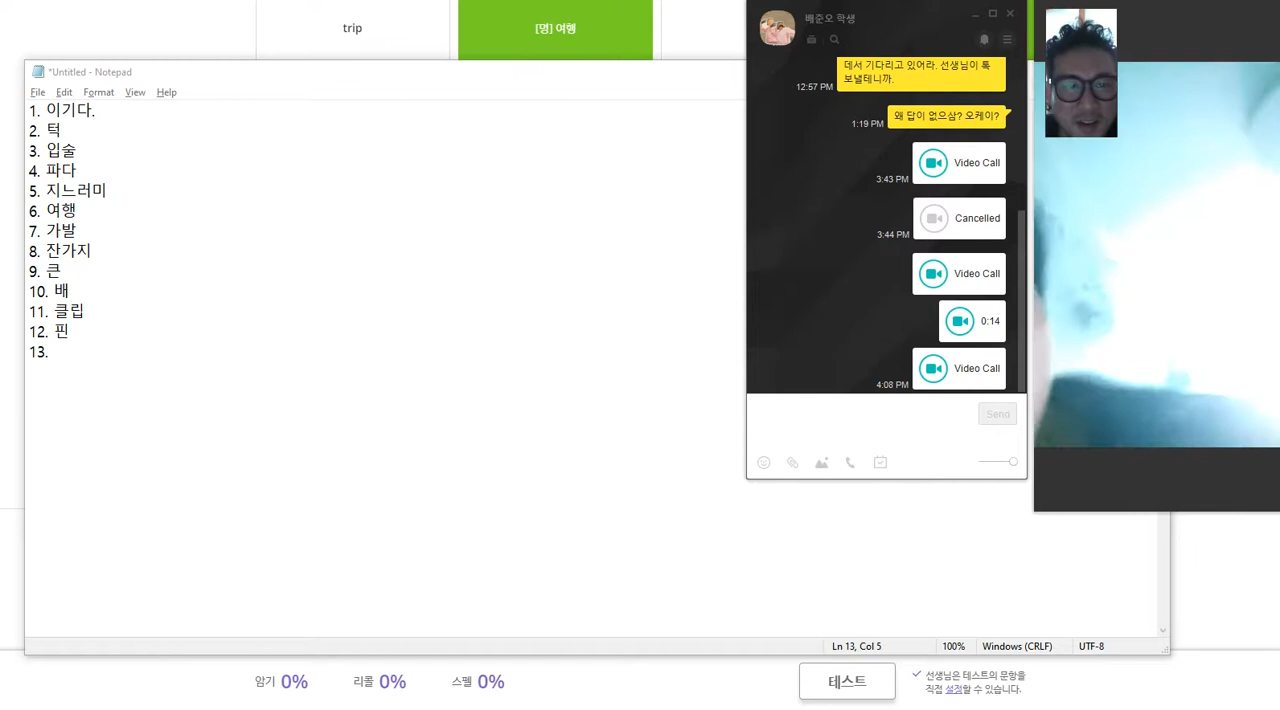 trip
[명] 여행
*Untitled - Notepad
File Edit Format View Help
1. 이기다.
2. 턱
3. 입술
4. 파다
5. 지느러미
6. 여행
7. 가발
8. 잔가지
9. 큰
10. 배
11. 클립
12. 핀
13.
Ln 13, Col 5
100%
Windows (CRLF)
UTF-8
배준오 학생
데서 기다리고 있어라. 선생님이 톡
보낼테니까.
12:57 PM
왜 답이 없으삼? 오케이?
1:19 PM
Video Call
3:43 PM
Cancelled
3:44 PM
Video Call
0:14
Video Call
4:08 PM
Send
암기 0%
리콜 0%
스펠 0%
테스트
선생님은 테스트의 문항을
직접 설정할 수 있습니다.